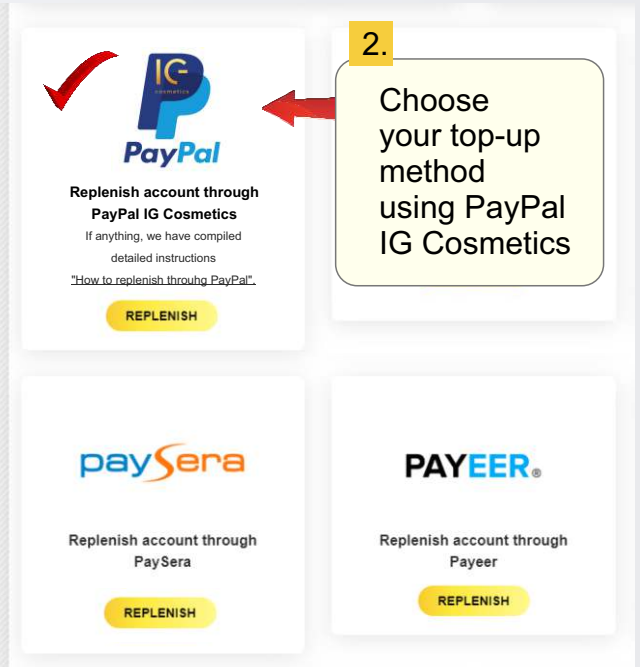 2.
Choose
your top-up
method
using PayPal
IG Cosmetics
IG
cosmetics
PayPal
Replenish account through
PayPal IG Cosmetics
If anything, we have compiled
detailed instructions
"How to replenish throuhg PayPal".
REPLENISH
paysera
Replenish account through
PaySera
REPLENISH
PAYEER®
Replenish account through
Payeer
REPLENISH